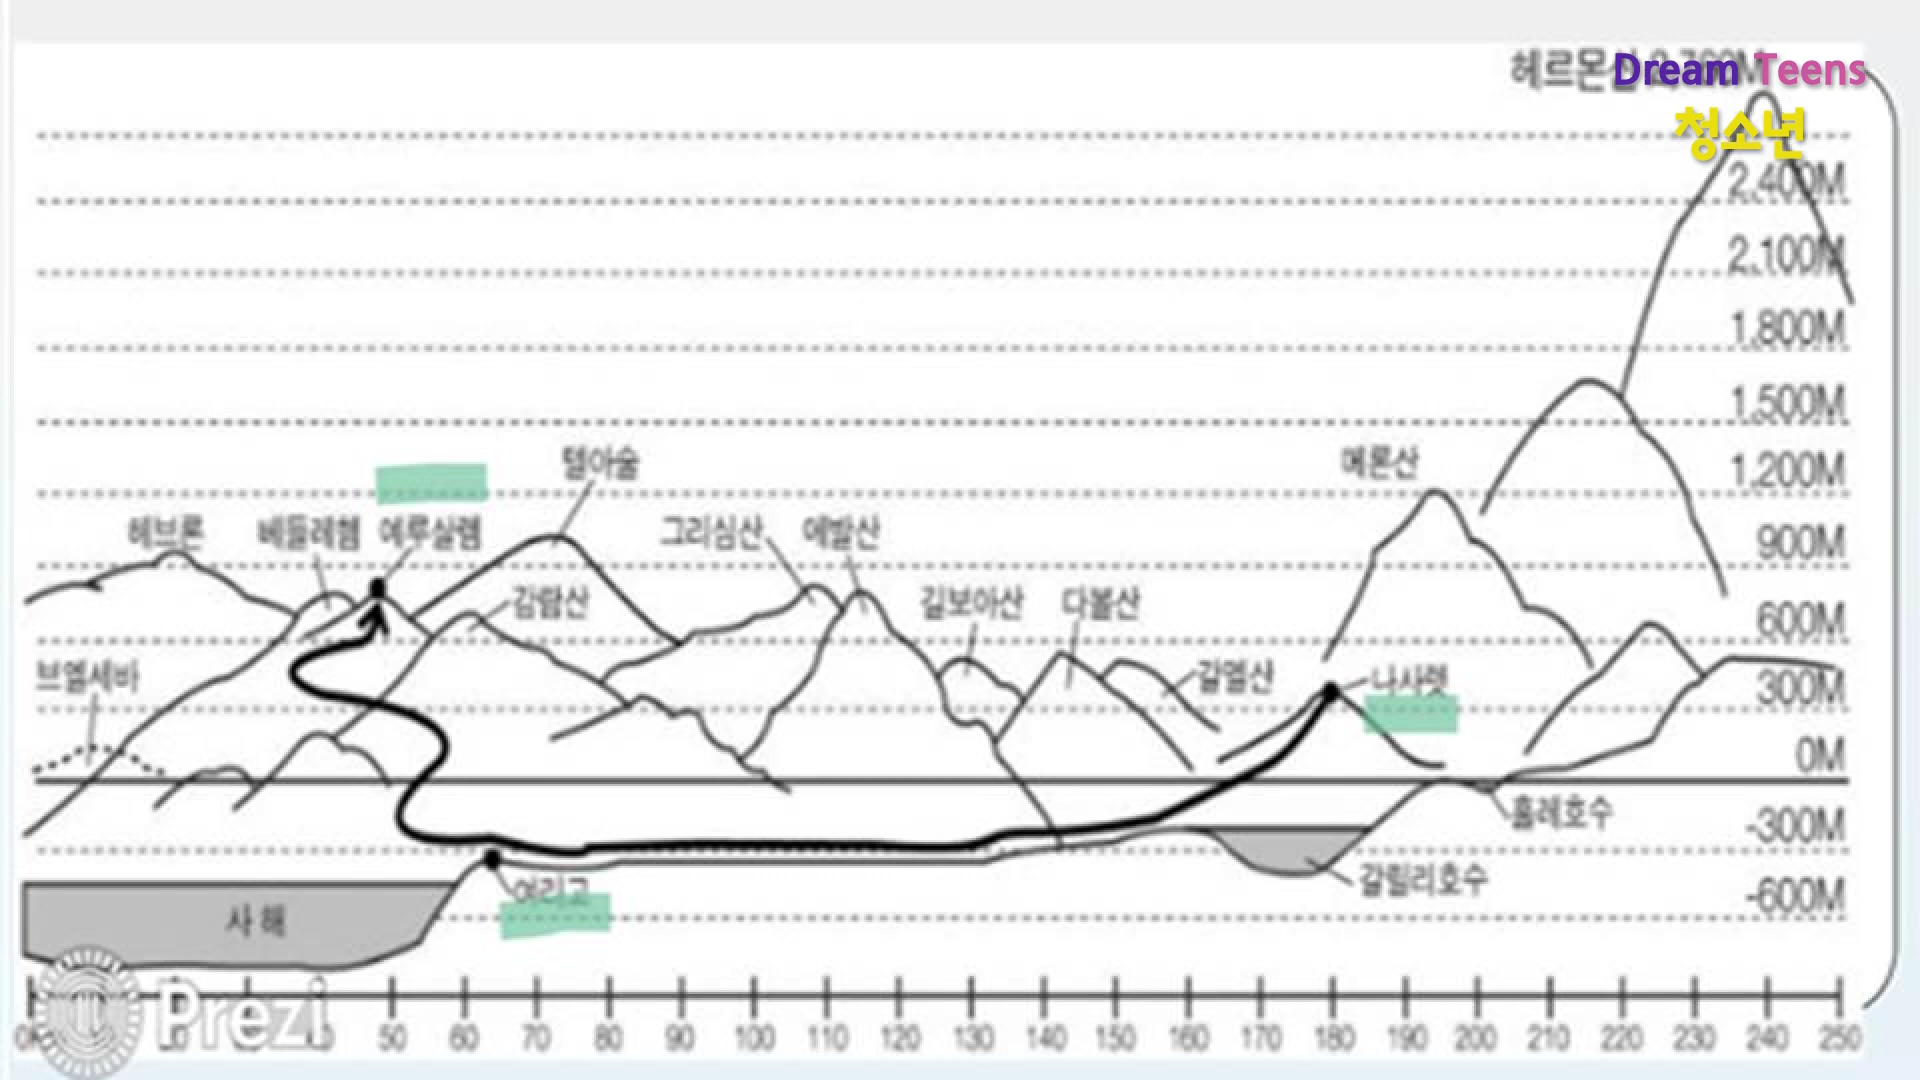 Dream Teens
청소년
헤르몬산
2,400M
2,100M
1,800M
1,500M
텔아술
메론산
1,200M
헤브론
베들레헴
예루살렘
그리심산
에발산
900M
김람산
길보아산
다볼산
600M
브엘세바
갈멜산
나사렛
300M
0M
훌레호수
-300M
여리고
갈릴리호수
-600M
사해
Prezi
50 60 70 80 90 100 110 120 130 140 150 160 170 180 190 200 210 220 230 240 250